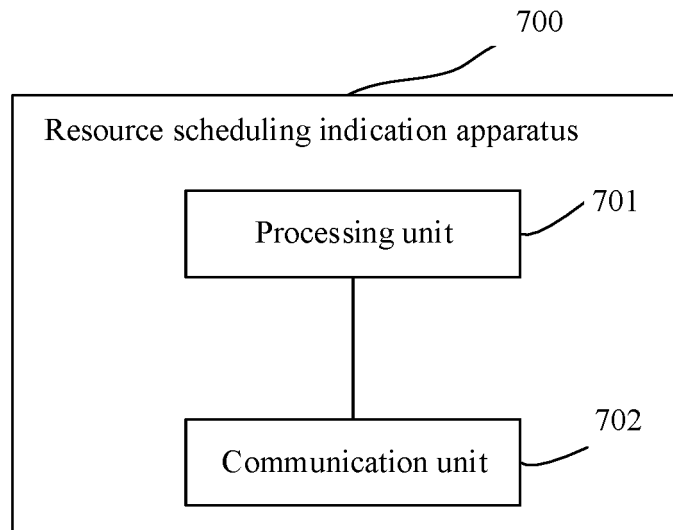 700
Resource scheduling indication apparatus
701
Processing unit
702
Communication unit